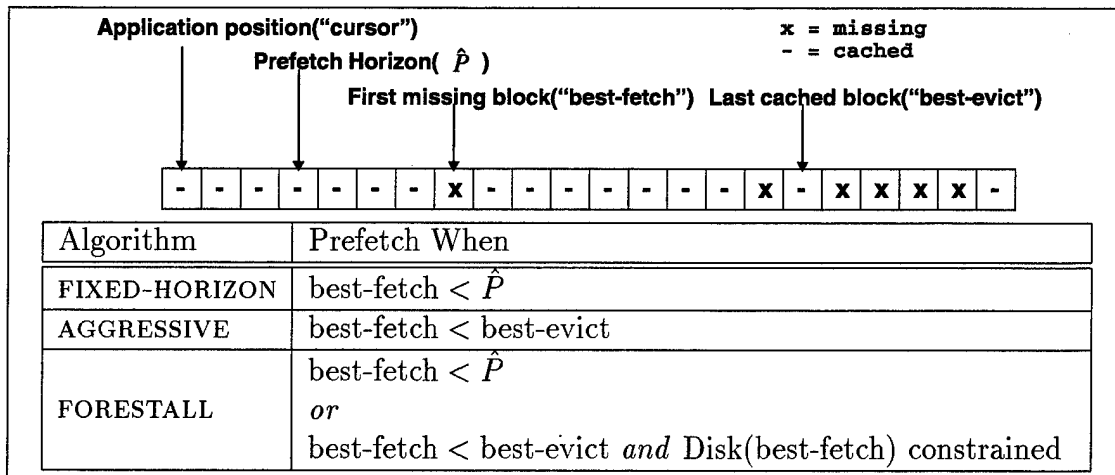 Application position("cursor")
x = missing
- = cached
Prefetch Horizon( P̂ )
First missing block("best-fetch") Last cached block("best-evict")
- - - - - - - x - - - - - - - x - x x x x -
Algorithm Prefetch When
FIXED-HORIZON best-fetch < P̂
AGGRESSIVE best-fetch < best-evict
best-fetch < P̂
FORESTALL or
best-fetch < best-evict and Disk(best-fetch) constrained